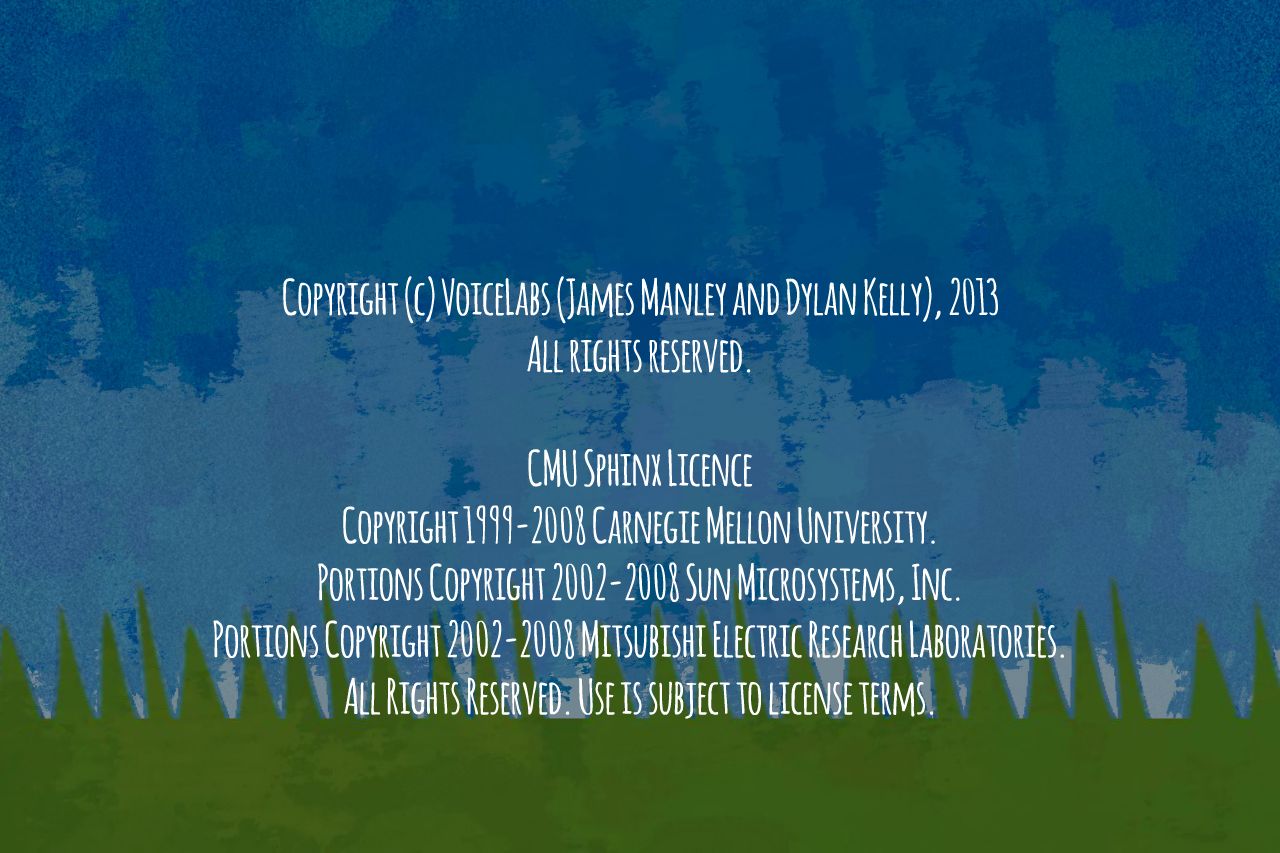 Copyright (c) VoiceLabs (James Manley and Dylan Kelly), 2013
All rights reserved.
CMU Sphinx Licence
Copyright 1999-2008 Carnegie Mellon University.
Portions Copyright 2002-2008 Sun Microsystems, Inc.
Portions Copyright 2002-2008 Mitsubishi Electric Research Laboratories.
All Rights Reserved. Use is subject to license terms.